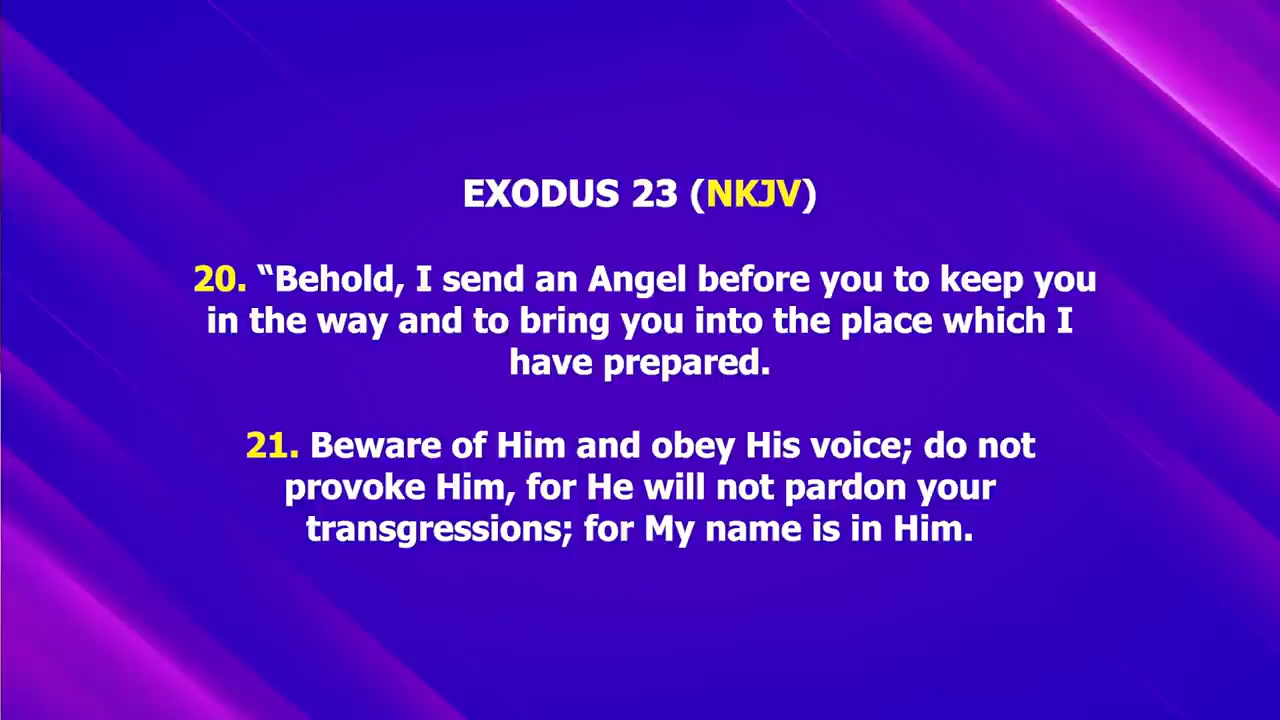 EXODUS 23 (NKJV)
20. “Behold, I send an Angel before you to keep you
in the way and to bring you into the place which I
have prepared.
21. Beware of Him and obey His voice; do not
provoke Him, for He will not pardon your
transgressions; for My name is in Him.